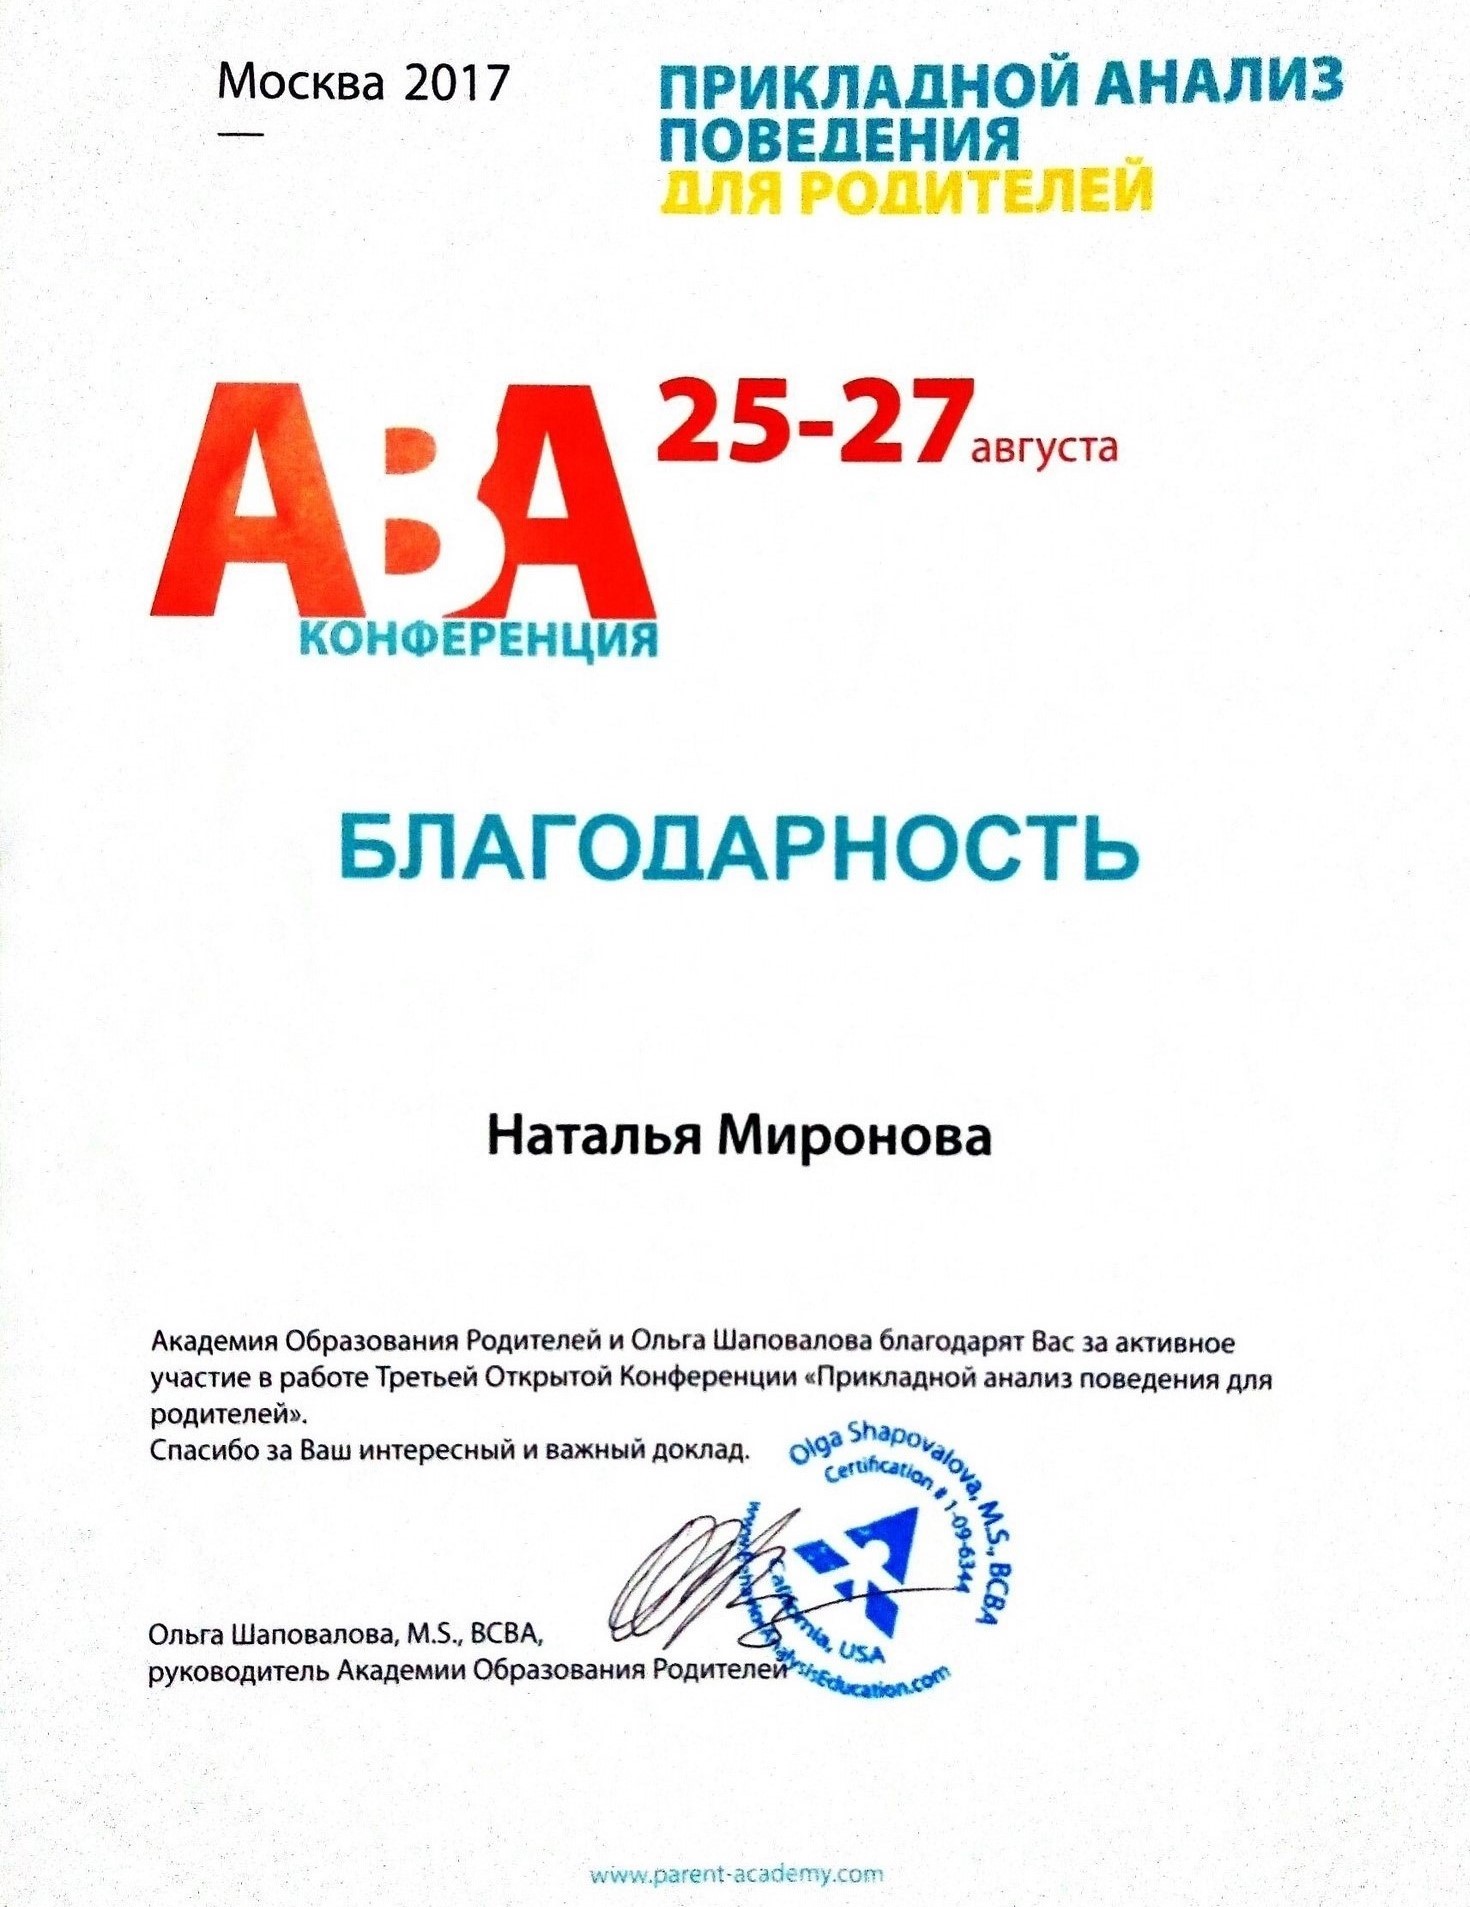 Москва 2017
ПРИКЛАДНОЙ АНАЛИЗ
ПОВЕДЕНИЯ
ДЛЯ РОДИТЕЛЕЙ
ABA
КОНФЕРЕНЦИЯ
25-27 августа
БЛАГОДАРНОСТЬ
Наталья Миронова
Академия Образования Родителей и Ольга Шаповалова благодарят Вас за активное
участие в работе Третьей Открытой Конференции «Прикладной анализ поведения для
родителей».
Спасибо за Ваш интересный и важный доклад.
Olga Shapovalova, M.S., BCBA
Certification # 1-09-6344
California, USA
www.BehaviorAnalysisEducation.com
Ольга Шаповалова, M.S., BCBA,
руководитель Академии Образования Родителей
www.parent-academy.com